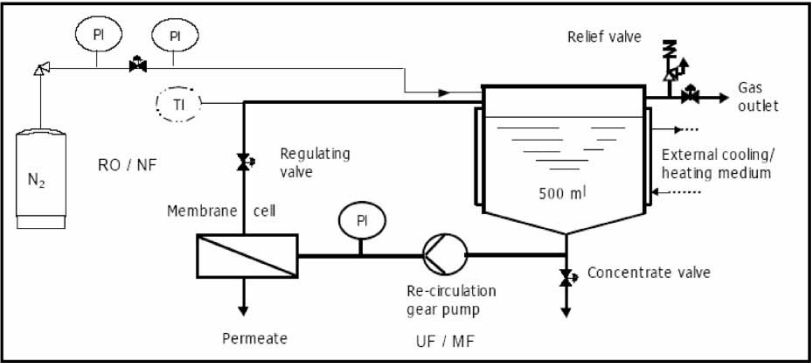 PI
PI
Relief valve
Gas
outlet
TI
N2
RO / NF
Regulating
valve
External cooling/
heating medium
500 ml
Membrane cell
PI
Concentrate valve
Re-circulation
gear pump
Permeate
UF / MF